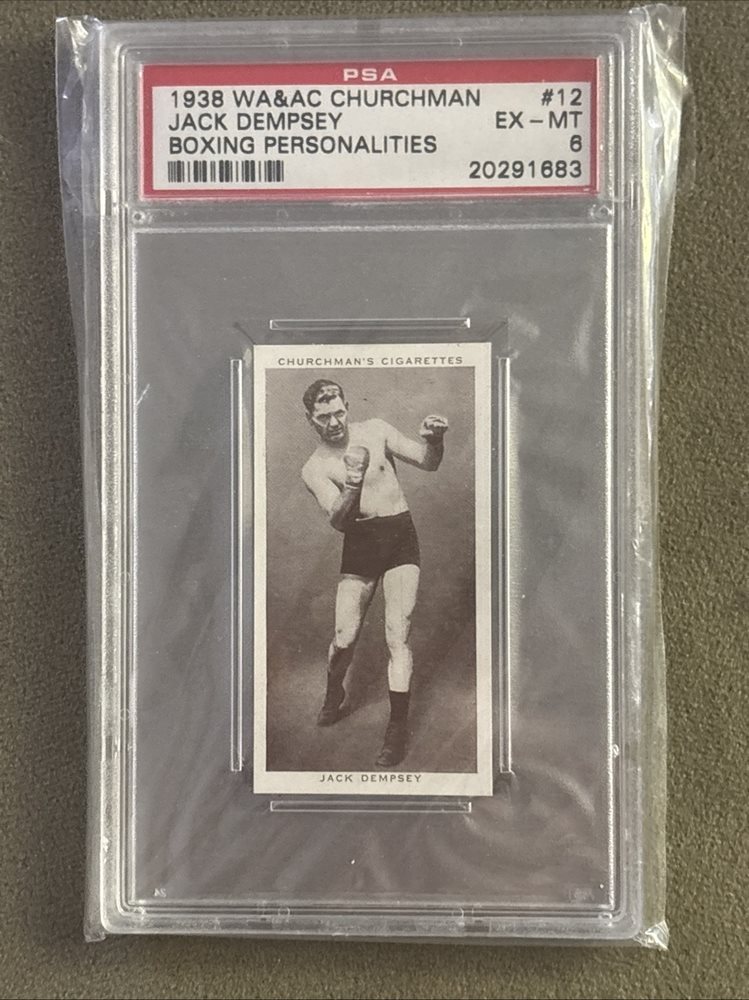 PSA
1938 WA&AC CHURCHMAN #12
JACK DEMPSEY EX - MT
BOXING PERSONALITIES 6
20291683
CHURCHMAN'S CIGARETTES
JACK DEMPSEY